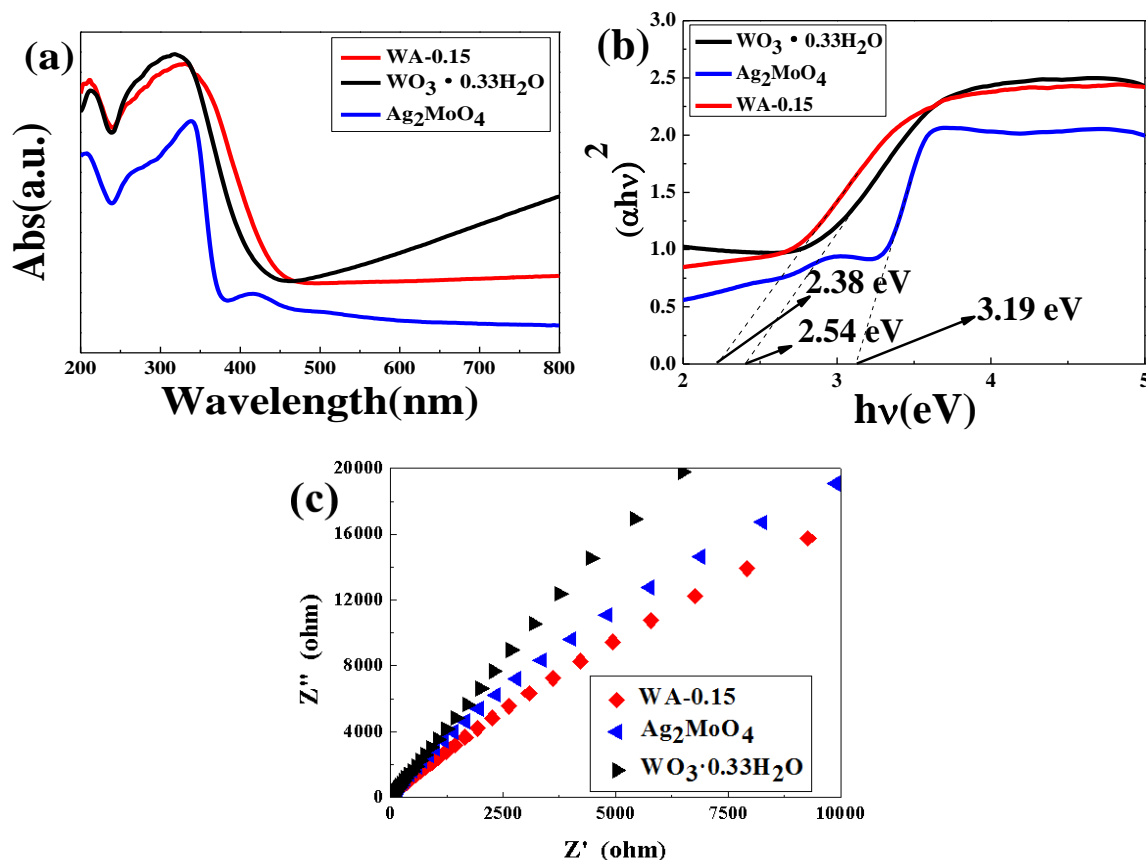 (a)
WA-0.15
WO₃・0.33H₂O
Ag₂MoO₄
Abs(a.u.)
200 300 400 500 600 700 800
Wavelength(nm)
(b)
WO₃・0.33H₂O
Ag₂MoO₄
WA-0.15
3.0
2.5
2.0
1.5
1.0
0.5
0.0
(αhν)²
2.38 eV
2.54 eV
3.19 eV
2 3 4 5
hν(eV)
(c)
20000
16000
12000
8000
4000
0
Z'' (ohm)
WA-0.15
Ag₂MoO₄
WO₃·0.33H₂O
0 2500 5000 7500 10000
Z' (ohm)